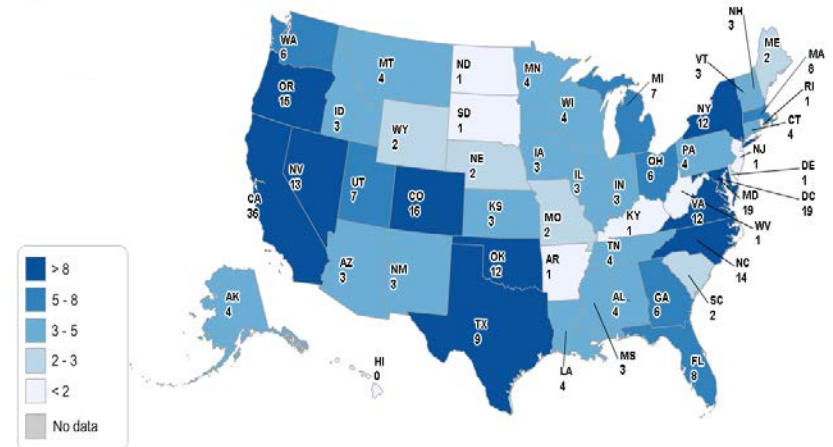 NH
3
ME
2
VT
3
MA
8
WA
6
MT
4
ND
1
MN
4
MI
7
RI
1
OR
15
ID
3
SD
1
WI
4
NY
12
CT
4
WY
2
IA
3
PA
4
NJ
1
NE
2
OH
6
DE
1
NV
13
UT
7
CO
16
IL
3
IN
3
MD
19
DC
19
CA
36
KS
3
MO
2
KY
1
VA
12
WV
1
AZ
3
NM
3
OK
12
AR
1
TN
4
NC
14
SC
2
AK
4
TX
9
AL
4
GA
6
MS
3
LA
4
HI
0
FL
8
> 8
5 - 8
3 - 5
2 - 3
< 2
No data